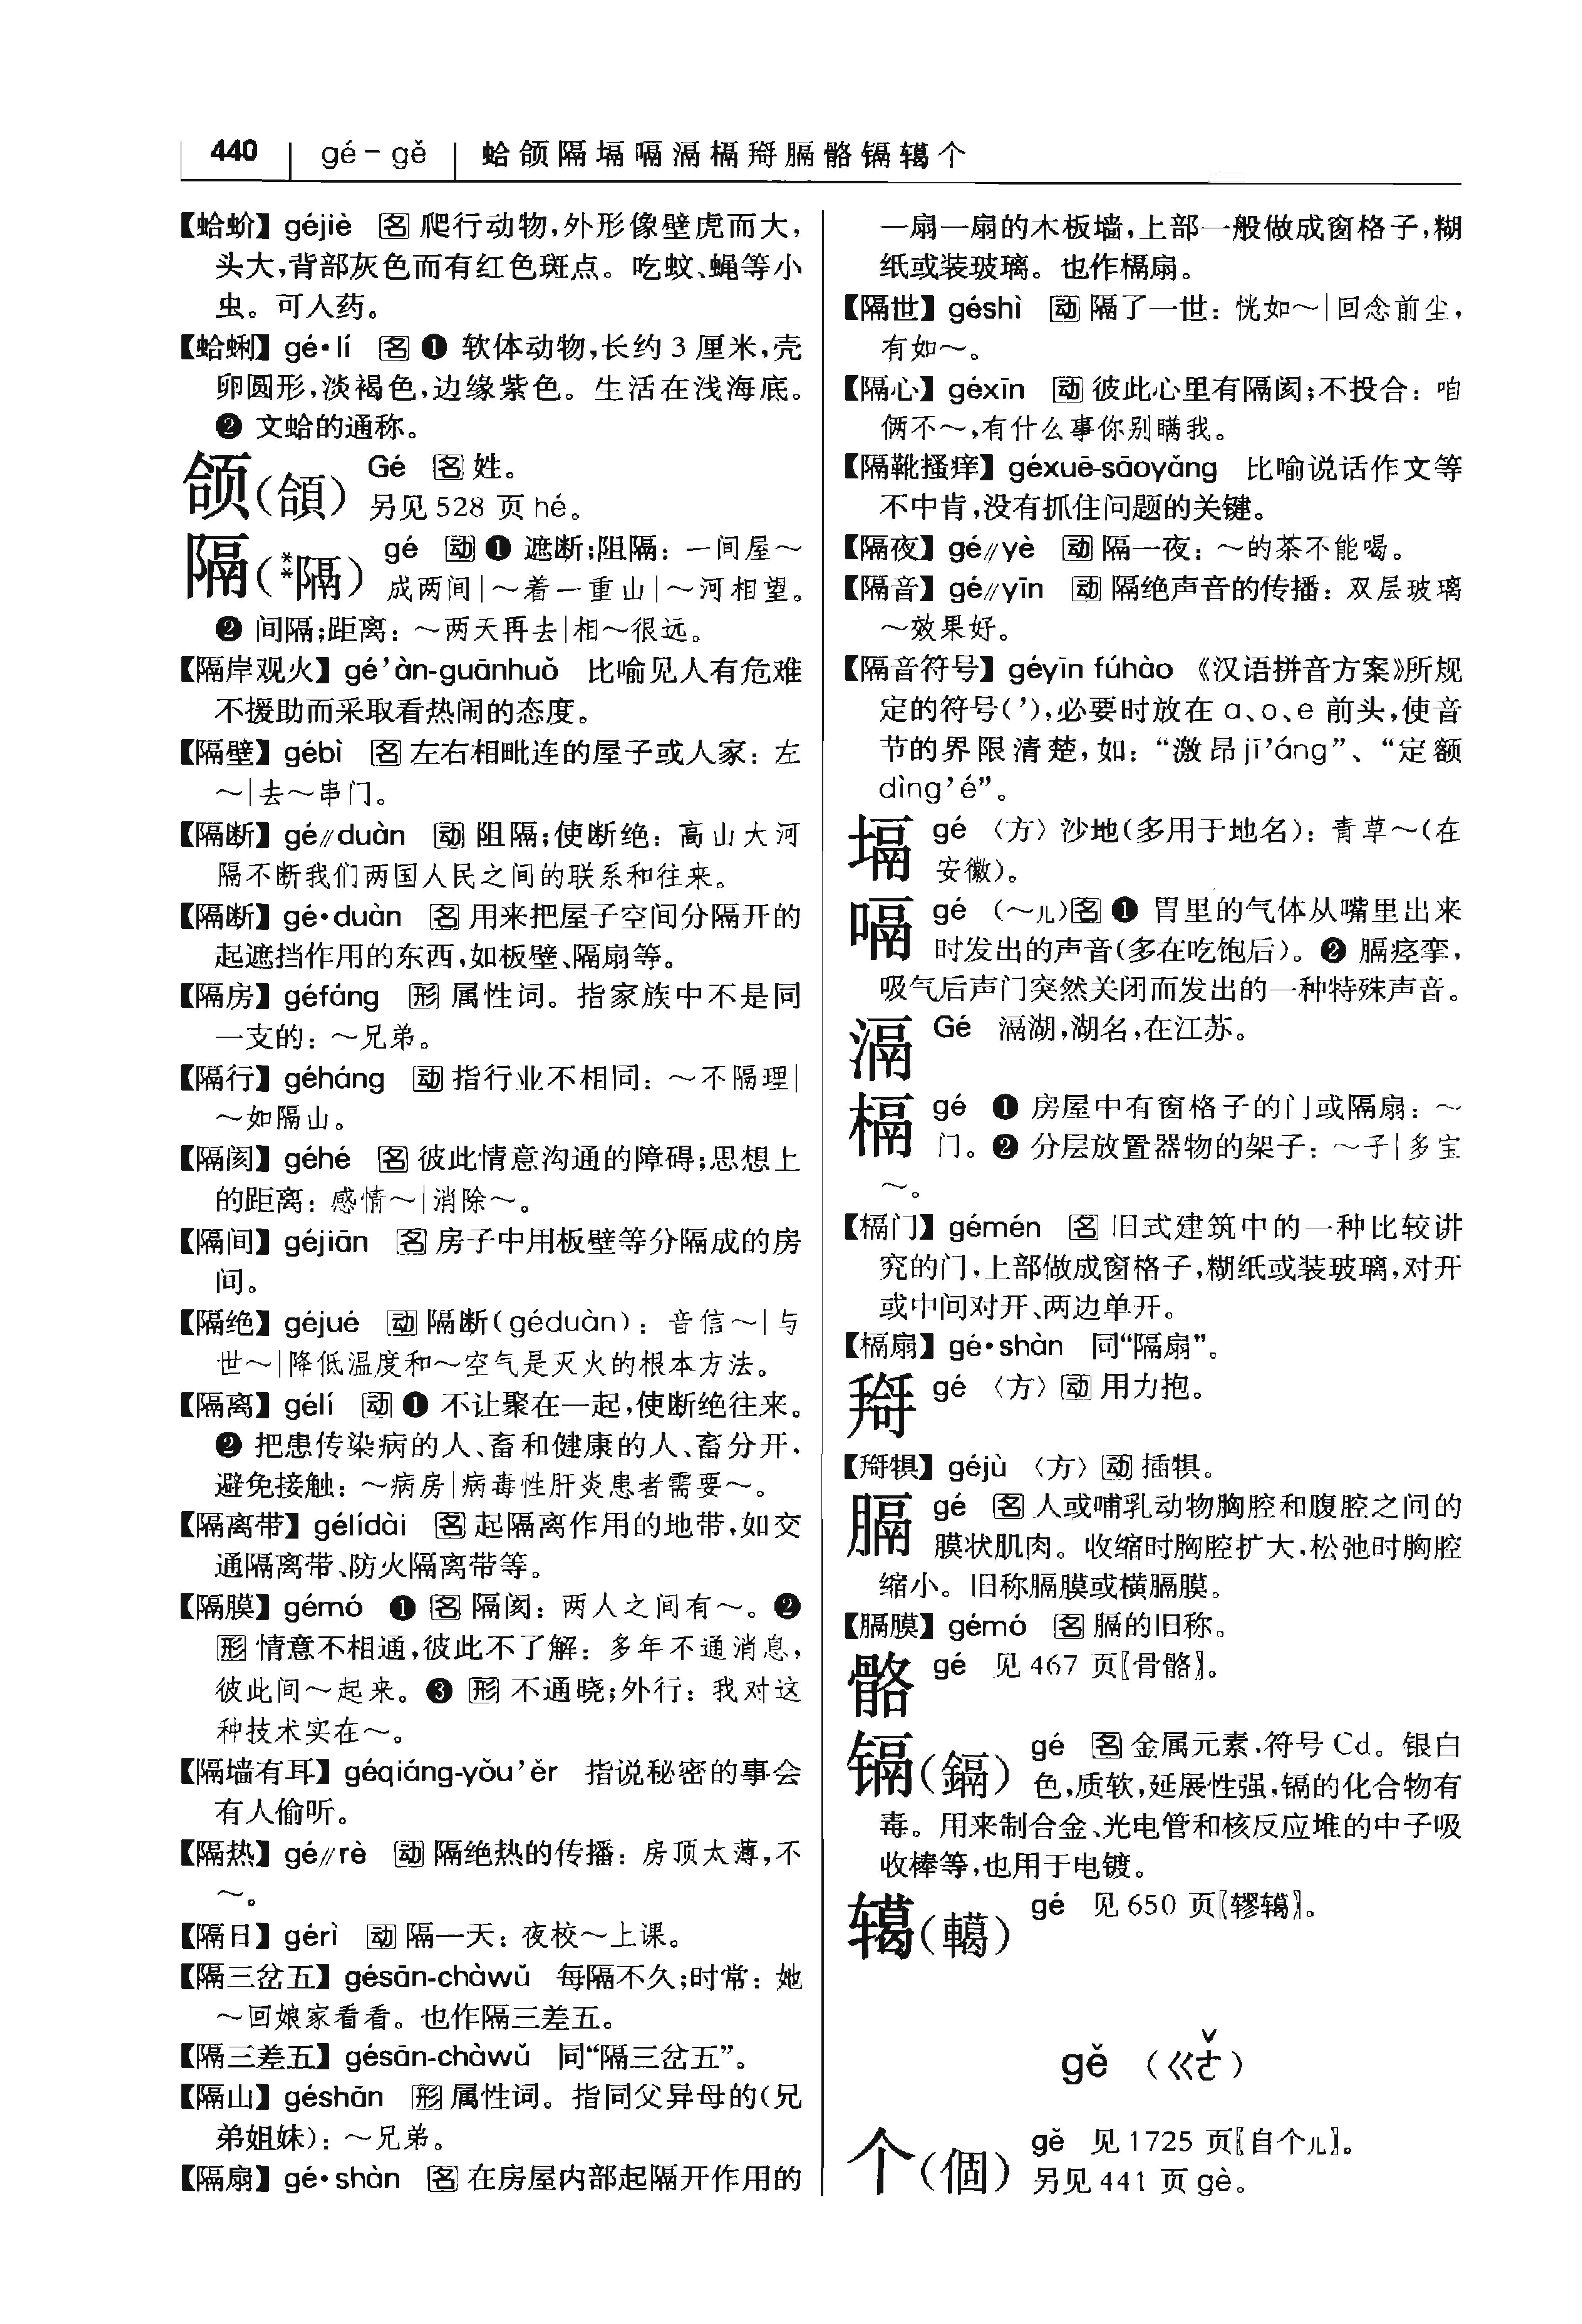 440 gé－gě 蛤颌隔塥嗝滆槅搿膈骼镉轕个
【蛤蚧】géjiè 名 爬行动物，外形像壁虎而大，
头大，背部灰色而有红色斑点。吃蚊、蝇等小
虫。可入药。
【蛤蜊】gé·lí 名 ❶ 软体动物，长约 3 厘米，壳
卵圆形，淡褐色，边缘紫色。生活在浅海底。
❷ 文蛤的通称。
颌（頜） Gé 名 姓。
另见 528 页 hé。
隔（**隔） gé 动 ❶ 遮断；阻隔：一间屋～
成两间|～着一重山|～河相望。
❷ 间隔；距离：～两天再去|相～很远。
【隔岸观火】gé’àn-guānhuǒ 比喻见人有危难
不援助而采取看热闹的态度。
【隔壁】gébì 名 左右相毗连的屋子或人家：左
～|去～串门。
【隔断】gé//duàn 动 阻隔；使断绝：高山大河
隔不断我们两国人民之间的联系和往来。
【隔断】gé·duàn 名 用来把屋子空间分隔开的
起遮挡作用的东西，如板壁、隔扇等。
【隔房】géfáng 形 属性词。指家族中不是同
一支的：～兄弟。
【隔行】géháng 动 指行业不相同：～不隔理|
～如隔山。
【隔阂】géhé 名 彼此情意沟通的障碍；思想上
的距离：感情～|消除～。
【隔间】géjiān 名 房子中用板壁等分隔成的房
间。
【隔绝】géjué 动 隔断（géduàn）：音信～|与
世～|降低温度和～空气是灭火的根本方法。
【隔离】gélí 动 ❶ 不让聚在一起，使断绝往来。
❷ 把患传染病的人、畜和健康的人、畜分开，
避免接触：～病房|病毒性肝炎患者需要～。
【隔离带】gélídài 名 起隔离作用的地带，如交
通隔离带、防火隔离带等。
【隔膜】gémó ❶ 名 隔阂：两人之间有～。❷
形 情意不相通，彼此不了解：多年不通消息，
彼此间～起来。❸ 形 不通晓；外行：我对这
种技术实在～。
【隔墙有耳】géqiáng-yǒu’ěr 指说秘密的事会
有人偷听。
【隔热】gé//rè 动 隔绝热的传播：房顶太薄，不
～。
【隔日】gérì 动 隔一天：夜校～上课。
【隔三岔五】gésān-chàwǔ 每隔不久；时常：她
～回娘家看看。也作隔三差五。
【隔三差五】gésān-chàwǔ 同“隔三岔五”。
【隔山】géshān 形 属性词。指同父异母的（兄
弟姐妹）：～兄弟。
【隔扇】gé·shàn 名 在房屋内部起隔开作用的
一扇一扇的木板墙，上部一般做成窗格子，糊
纸或装玻璃。也作槅扇。
【隔世】géshì 动 隔了一世：恍如～|回念前尘，
有如～。
【隔心】géxīn 动 彼此心里有隔阂；不投合：咱
俩不～，有什么事你别瞒我。
【隔靴搔痒】géxuē-sāoyǎng 比喻说话作文等
不中肯，没有抓住问题的关键。
【隔夜】gé//yè 动 隔一夜：～的茶不能喝。
【隔音】gé//yīn 动 隔绝声音的传播：双层玻璃
～效果好。
【隔音符号】géyīn fúhào 《汉语拼音方案》所规
定的符号（’），必要时放在 a、o、e 前头，使音
节的界限清楚，如：“激昂 jī’áng”、“定额
dìng’é”。
塥 gé 〈方〉沙地（多用于地名）：青草～（在
安徽）。
嗝 gé （～儿）名 ❶ 胃里的气体从嘴里出来
时发出的声音（多在吃饱后）。❷ 膈痉挛，
吸气后声门突然关闭而发出的一种特殊声音。
滆 Gé 滆湖，湖名，在江苏。
槅 gé ❶ 房屋中有窗格子的门或隔扇：～
门。❷ 分层放置器物的架子：～子|多宝
～。
【槅门】gémén 名 旧式建筑中的一种比较讲
究的门，上部做成窗格子，糊纸或装玻璃，对开
或中间对开、两边单开。
【槅扇】gé·shàn 同“隔扇”。
搿 gé 〈方〉动 用力抱。
【搿犋】géjù 〈方〉动 插犋。
膈 gé 名 人或哺乳动物胸腔和腹腔之间的
膜状肌肉。收缩时胸腔扩大，松弛时胸腔
缩小。旧称膈膜或横膈膜。
【膈膜】gémó 名 膈的旧称。
骼 gé 见 467 页〖骨骼〗。
镉（鎘） gé 名 金属元素，符号 Cd。银白
色，质软，延展性强，镉的化合物有
毒。用来制合金、光电管和核反应堆的中子吸
收棒等，也用于电镀。
轕（轕） gé 见 650 页〖轇轕〗。
gě （ㄍㄜˇ）
个（個） gě 见 1725 页〖自个儿〗。
另见 441 页 gè。